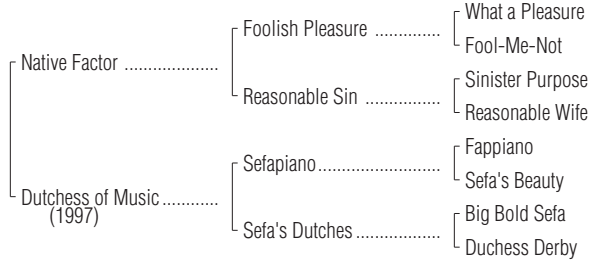 What a Pleasure
Foolish Pleasure ..............
Fool-Me-Not
Native Factor ....................
Sinister Purpose
Reasonable Sin ................
Reasonable Wife
Fappiano
Sefapiano..........................
Sefa's Beauty
Dutchess of Music............
(1997)
Big Bold Sefa
Sefa's Dutches..................
Duchess Derby